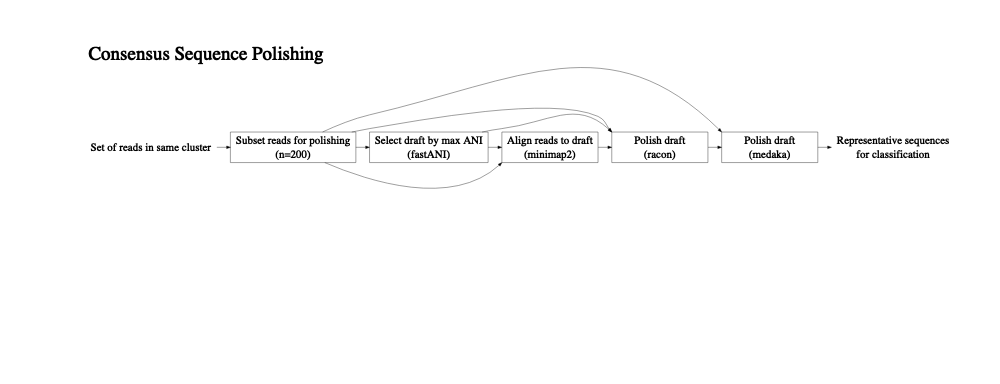 Consensus Sequence Polishing
Set of reads in same cluster
Subset reads for polishing
(n=200)
Select draft by max ANI
(fastANI)
Align reads to draft
(minimap2)
Polish draft
(racon)
Polish draft
(medaka)
Representative sequences
for classification